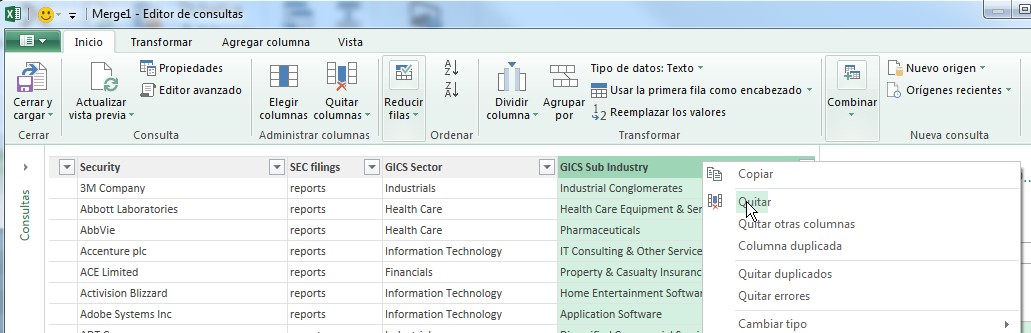 Merge1 - Editor de consultas
Inicio Transformar Agregar columna Vista
Cerrar y cargar
Actualizar vista previa
Propiedades
Editor avanzado
Elegir columnas
Quitar columnas
Reducir filas
Dividir columna
Agrupar por
Tipo de datos: Texto
Usar la primera fila como encabezado
Reemplazar los valores
Combinar
Nuevo origen
Orígenes recientes
Cerrar Consulta Administrar columnas Ordenar Transformar Nueva consulta
Consultas
Security SEC filings GICS Sector GICS Sub Industry
3M Company reports Industrials Industrial Conglomerates
Abbott Laboratories reports Health Care Health Care Equipment & Ser
AbbVie reports Health Care Pharmaceuticals
Accenture plc reports Information Technology IT Consulting & Other Service
ACE Limited reports Financials Property & Casualty Insuranc
Activision Blizzard reports Information Technology Home Entertainment Softwar
Adobe Systems Inc reports Information Technology Application Software
Copiar
Quitar
Quitar otras columnas
Columna duplicada
Quitar duplicados
Quitar errores
Cambiar tipo